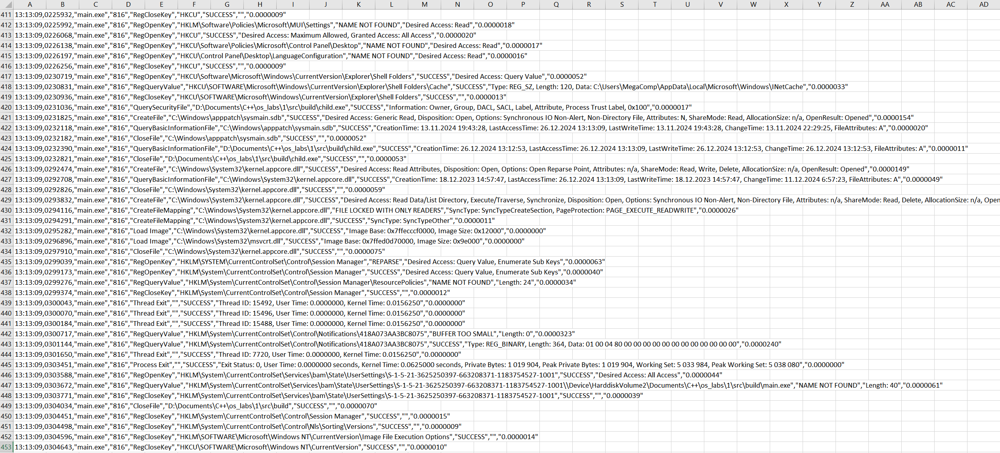 A B C D E F G H I J K L M N O P Q R S T U V W X Y Z AA AB AC AD
411 13:13:09,0225932,"main.exe","816","RegCloseKey","HKCU","SUCCESS","","0.0000009"
412 13:13:09,0225992,"main.exe","816","RegOpenKey","HKLM\Software\Policies\Microsoft\MUI\Settings","NAME NOT FOUND","Desired Access: Read","0.0000018"
413 13:13:09,0226068,"main.exe","816","RegOpenKey","HKCU","SUCCESS","Desired Access: Maximum Allowed, Granted Access: All Access","0.0000020"
414 13:13:09,0226138,"main.exe","816","RegOpenKey","HKCU\Software\Policies\Microsoft\Control Panel\Desktop","NAME NOT FOUND","Desired Access: Read","0.0000017"
415 13:13:09,0226197,"main.exe","816","RegOpenKey","HKCU\Control Panel\Desktop\LanguageConfiguration","NAME NOT FOUND","Desired Access: Read","0.0000016"
416 13:13:09,0226256,"main.exe","816","RegCloseKey","HKCU","SUCCESS","","0.0000009"
417 13:13:09,0230719,"main.exe","816","RegOpenKey","HKCU\Software\Microsoft\Windows\CurrentVersion\Explorer\Shell Folders","SUCCESS","Desired Access: Query Value","0.0000052"
418 13:13:09,0230831,"main.exe","816","RegQueryValue","HKCU\SOFTWARE\Microsoft\Windows\CurrentVersion\Explorer\Shell Folders\Cache","SUCCESS","Type: REG_SZ, Length: 120, Data: C:\Users\MegaComp\AppData\Local\Microsoft\Windows\INetCache","0.0000033"
419 13:13:09,0230936,"main.exe","816","RegCloseKey","HKCU\SOFTWARE\Microsoft\Windows\CurrentVersion\Explorer\Shell Folders","SUCCESS","","0.0000013"
420 13:13:09,0231036,"main.exe","816","QuerySecurityFile","D:\Documents\C++\os_labs\1\src\build\child.exe","SUCCESS","Information: Owner, Group, DACL, SACL, Label, Attribute, Process Trust Label, 0x100","0.0000017"
421 13:13:09,0231825,"main.exe","816","CreateFile","C:\Windows\apppatch\sysmain.sdb","SUCCESS","Desired Access: Generic Read, Disposition: Open, Options: Synchronous IO Non-Alert, Non-Directory File, Attributes: N, ShareMode: Read, AllocationSize: n/a, OpenResult: Opened","0.0000154"
422 13:13:09,0232118,"main.exe","816","QueryBasicInformationFile","C:\Windows\apppatch\sysmain.sdb","SUCCESS","CreationTime: 13.11.2024 19:43:28, LastAccessTime: 26.12.2024 13:13:09, LastWriteTime: 13.11.2024 19:43:28, ChangeTime: 13.11.2024 22:29:25, FileAttributes: A","0.0000020"
423 13:13:09,0232182,"main.exe","816","CloseFile","C:\Windows\apppatch\sysmain.sdb","SUCCESS","","0.0000052"
424 13:13:09,0232390,"main.exe","816","QueryBasicInformationFile","D:\Documents\C++\os_labs\1\src\build\child.exe","SUCCESS","CreationTime: 26.12.2024 13:12:53, LastAccessTime: 26.12.2024 13:13:09, LastWriteTime: 26.12.2024 13:12:53, ChangeTime: 26.12.2024 13:12:53, FileAttributes: A","0.0000011"
425 13:13:09,0232821,"main.exe","816","CloseFile","D:\Documents\C++\os_labs\1\src\build\child.exe","SUCCESS","","0.0000053"
426 13:13:09,0292474,"main.exe","816","CreateFile","C:\Windows\System32\kernel.appcore.dll","SUCCESS","Desired Access: Read Attributes, Disposition: Open, Options: Open Reparse Point, Attributes: n/a, ShareMode: Read, Write, Delete, AllocationSize: n/a, OpenResult: Opened","0.0000149"
427 13:13:09,0292708,"main.exe","816","QueryBasicInformationFile","C:\Windows\System32\kernel.appcore.dll","SUCCESS","CreationTime: 18.12.2023 14:57:47, LastAccessTime: 26.12.2024 13:13:09, LastWriteTime: 18.12.2023 14:57:47, ChangeTime: 11.12.2024 6:57:23, FileAttributes: A","0.0000049"
428 13:13:09,0292826,"main.exe","816","CloseFile","C:\Windows\System32\kernel.appcore.dll","SUCCESS","","0.0000059"
429 13:13:09,0293832,"main.exe","816","CreateFile","C:\Windows\System32\kernel.appcore.dll","SUCCESS","Desired Access: Read Data/List Directory, Execute/Traverse, Synchronize, Disposition: Open, Options: Synchronous IO Non-Alert, Non-Directory File, Attributes: n/a, ShareMode: Read, Delete, AllocationSize: n/a, Open
430 13:13:09,0294116,"main.exe","816","CreateFileMapping","C:\Windows\System32\kernel.appcore.dll","FILE LOCKED WITH ONLY READERS","SyncType: SyncTypeCreateSection, PageProtection: PAGE_EXECUTE_READWRITE","0.0000026"
431 13:13:09,0294291,"main.exe","816","CreateFileMapping","C:\Windows\System32\kernel.appcore.dll","SUCCESS","SyncType: SyncTypeOther","0.0000011"
432 13:13:09,0295282,"main.exe","816","Load Image","C:\Windows\System32\kernel.appcore.dll","SUCCESS","Image Base: 0x7ffecccf0000, Image Size: 0x12000","0.0000000"
433 13:13:09,0296896,"main.exe","816","Load Image","C:\Windows\System32\msvcrt.dll","SUCCESS","Image Base: 0x7ffed0d70000, Image Size: 0x9e000","0.0000000"
434 13:13:09,0297910,"main.exe","816","CloseFile","C:\Windows\System32\kernel.appcore.dll","SUCCESS","","0.0000075"
435 13:13:09,0299039,"main.exe","816","RegOpenKey","HKLM\SYSTEM\CurrentControlSet\Control\Session Manager","REPARSE","Desired Access: Query Value, Enumerate Sub Keys","0.0000063"
436 13:13:09,0299173,"main.exe","816","RegOpenKey","HKLM\System\CurrentControlSet\Control\Session Manager","SUCCESS","Desired Access: Query Value, Enumerate Sub Keys","0.0000040"
437 13:13:09,0299276,"main.exe","816","RegQueryValue","HKLM\System\CurrentControlSet\Control\Session Manager\ResourcePolicies","NAME NOT FOUND","Length: 24","0.0000034"
438 13:13:09,0299374,"main.exe","816","RegCloseKey","HKLM\System\CurrentControlSet\Control\Session Manager","SUCCESS","","0.0000012"
439 13:13:09,0300043,"main.exe","816","Thread Exit","","SUCCESS","Thread ID: 15492, User Time: 0.0000000, Kernel Time: 0.0156250","0.0000000"
440 13:13:09,0300070,"main.exe","816","Thread Exit","","SUCCESS","Thread ID: 15496, User Time: 0.0000000, Kernel Time: 0.0156250","0.0000000"
441 13:13:09,0300184,"main.exe","816","Thread Exit","","SUCCESS","Thread ID: 15488, User Time: 0.0000000, Kernel Time: 0.0156250","0.0000000"
442 13:13:09,0300717,"main.exe","816","RegQueryValue","HKLM\System\CurrentControlSet\Control\Notifications\418A073AA3BC8075","BUFFER TOO SMALL","Length: 0","0.0000323"
443 13:13:09,0301144,"main.exe","816","RegQueryValue","HKLM\System\CurrentControlSet\Control\Notifications\418A073AA3BC8075","SUCCESS","Type: REG_BINARY, Length: 364, Data: 01 00 04 80 00 00 00 00 00 00 00 00 00 00 00 00","0.0000240"
444 13:13:09,0301650,"main.exe","816","Thread Exit","","SUCCESS","Thread ID: 7720, User Time: 0.0000000, Kernel Time: 0.0156250","0.0000000"
445 13:13:09,0303451,"main.exe","816","Process Exit","","SUCCESS","Exit Status: 0, User Time: 0.0000000 seconds, Kernel Time: 0.0625000 seconds, Private Bytes: 1 019 904, Peak Private Bytes: 1 019 904, Working Set: 5 033 984, Peak Working Set: 5 038 080","0.0000000"
446 13:13:09,0303588,"main.exe","816","RegOpenKey","HKLM\System\CurrentControlSet\Services\bam\State\UserSettings\S-1-5-21-3625250397-663208371-1183754527-1001","SUCCESS","Desired Access: All Access","0.0000044"
447 13:13:09,0303672,"main.exe","816","RegQueryValue","HKLM\System\CurrentControlSet\Services\bam\State\UserSettings\S-1-5-21-3625250397-663208371-1183754527-1001\\Device\HarddiskVolume2\Documents\C++\os_labs\1\src\build\main.exe","NAME NOT FOUND","Length: 40","0.0000061"
448 13:13:09,0303771,"main.exe","816","RegCloseKey","HKLM\System\CurrentControlSet\Services\bam\State\UserSettings\S-1-5-21-3625250397-663208371-1183754527-1001","SUCCESS","","0.0000039"
449 13:13:09,0304034,"main.exe","816","CloseFile","D:\Documents\C++\os_labs\1\src\build","SUCCESS","","0.0000070"
450 13:13:09,0304451,"main.exe","816","RegCloseKey","HKLM\System\CurrentControlSet\Control\Session Manager","SUCCESS","","0.0000015"
451 13:13:09,0304498,"main.exe","816","RegCloseKey","HKLM\System\CurrentControlSet\Control\Nls\Sorting\Versions","SUCCESS","","0.0000009"
452 13:13:09,0304596,"main.exe","816","RegCloseKey","HKLM\SOFTWARE\Microsoft\Windows NT\CurrentVersion\Image File Execution Options","SUCCESS","","0.0000014"
453 13:13:09,0304643,"main.exe","816","RegCloseKey","HKCU\SOFTWARE\Microsoft\Windows NT\CurrentVersion","SUCCESS","","0.0000010"